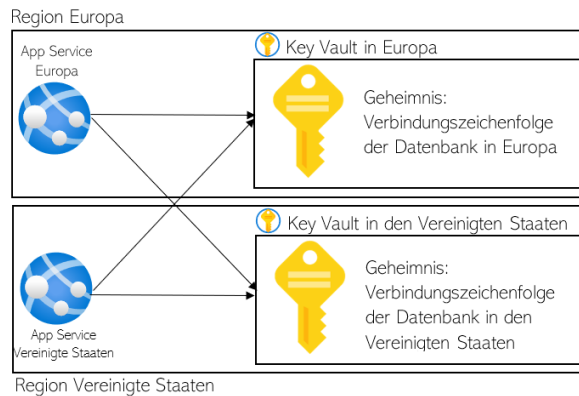 Region Europa
App Service
Europa
Key Vault in Europa
Geheimnis:
Verbindungszeichenfolge
der Datenbank in Europa
Key Vault in den Vereinigten Staaten
App Service
Vereinigte Staaten
Geheimnis:
Verbindungszeichenfolge
der Datenbank in den
Vereinigten Staaten
Region Vereinigte Staaten